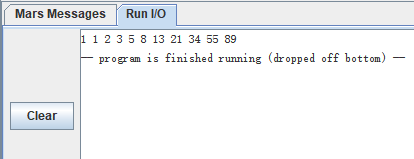 Mars Messages Run I/O
1 1 2 3 5 8 13 21 34 55 89
-- program is finished running (dropped off bottom) --
Clear